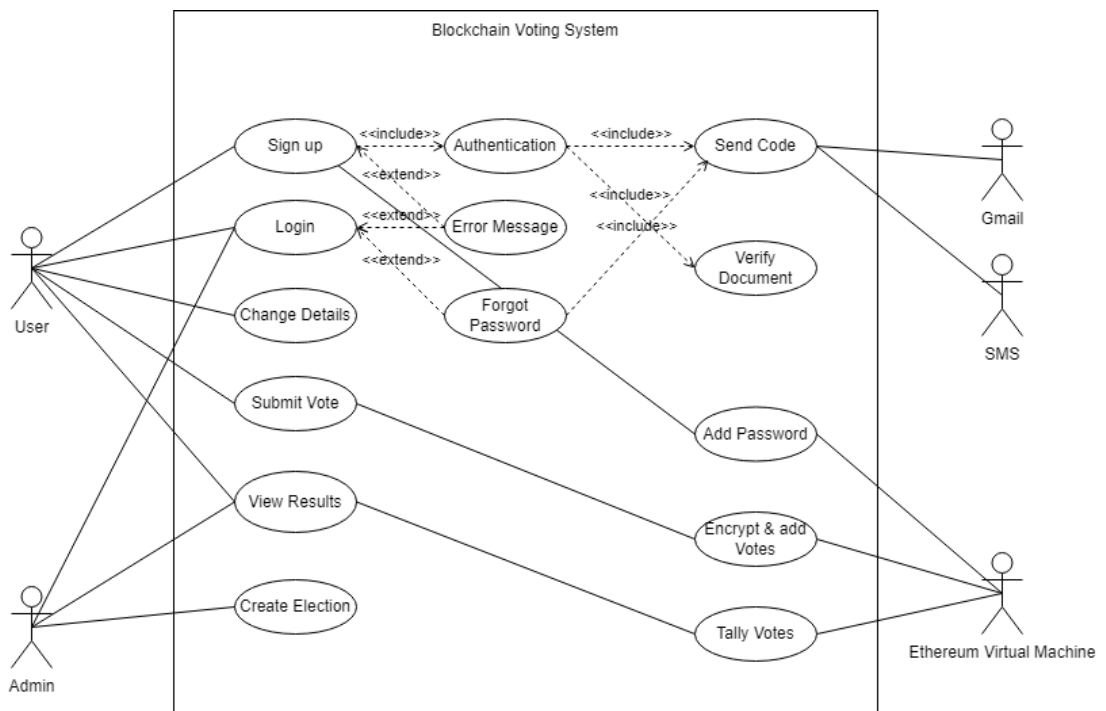 Blockchain Voting System
Sign up
<<include>>
Authentication
<<include>>
Send Code
<<extend>>
<<include>>
Gmail
Login
<<extend>>
Error Message
<<include>>
<<extend>>
Verify
Document
User
Change Details
Forgot
Password
SMS
Submit Vote
Add Password
View Results
Encrypt & add
Votes
Create Election
Tally Votes
Ethereum Virtual Machine
Admin